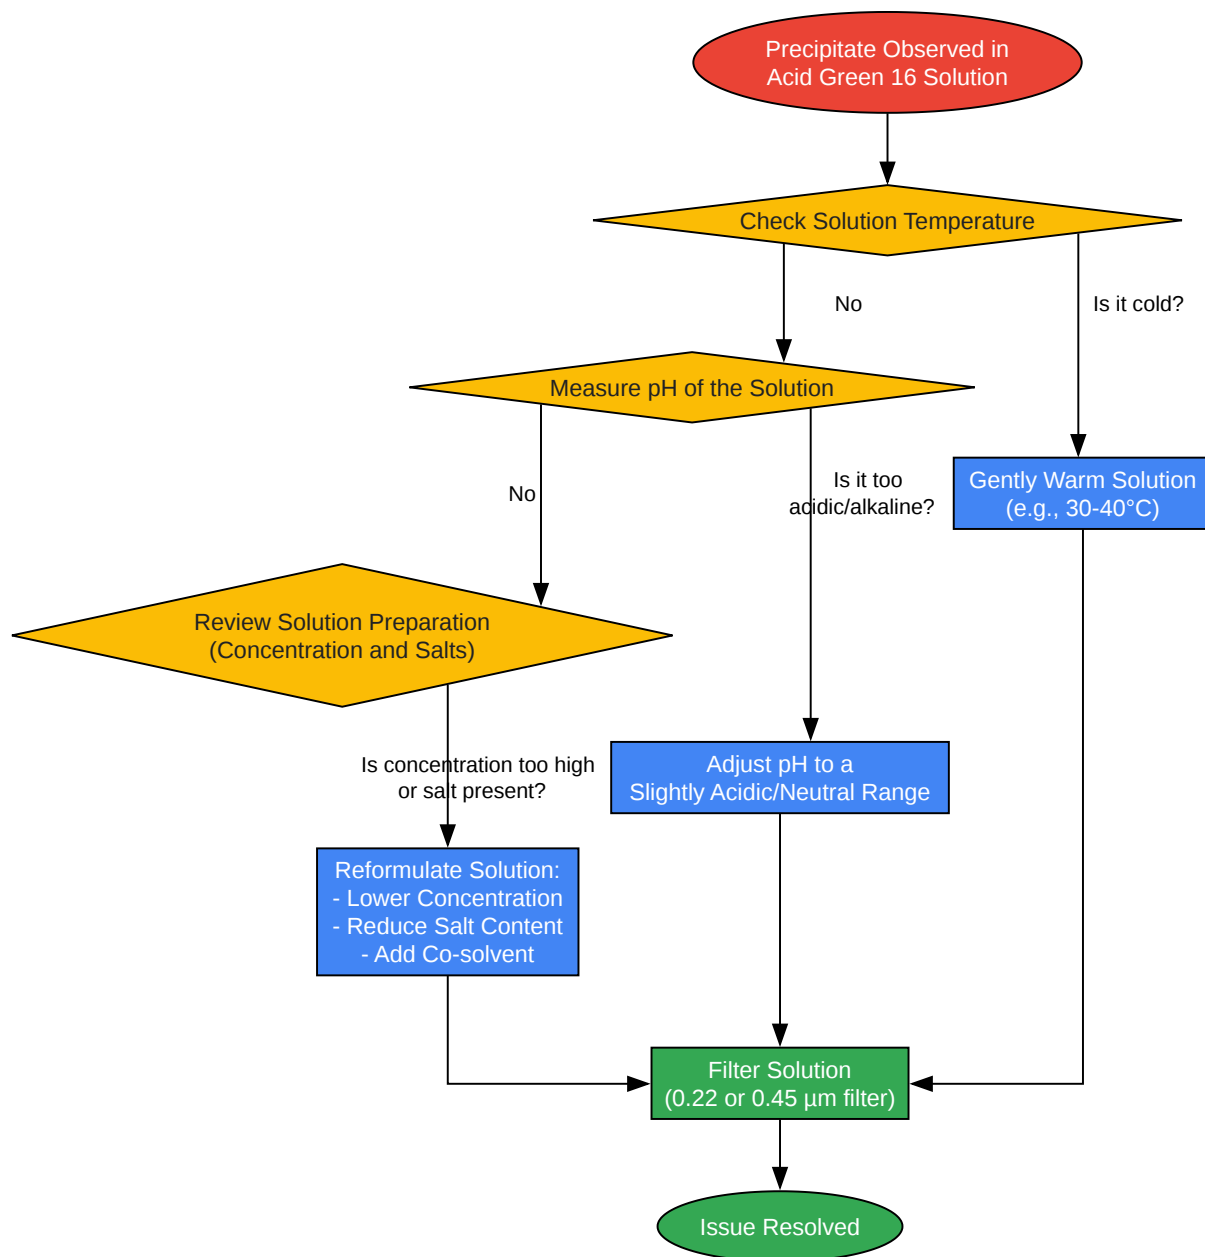 Precipitate Observed in
Acid Green 16 Solution
Check Solution Temperature
No
Is it cold?
Measure pH of the Solution
Gently Warm Solution
(e.g., 30-40°C)
No
Is it too
acidic/alkaline?
Review Solution Preparation
(Concentration and Salts)
Is concentration too high
or salt present?
Adjust pH to a
Slightly Acidic/Neutral Range
Reformulate Solution:
- Lower Concentration
- Reduce Salt Content
- Add Co-solvent
Filter Solution
(0.22 or 0.45 µm filter)
Issue Resolved